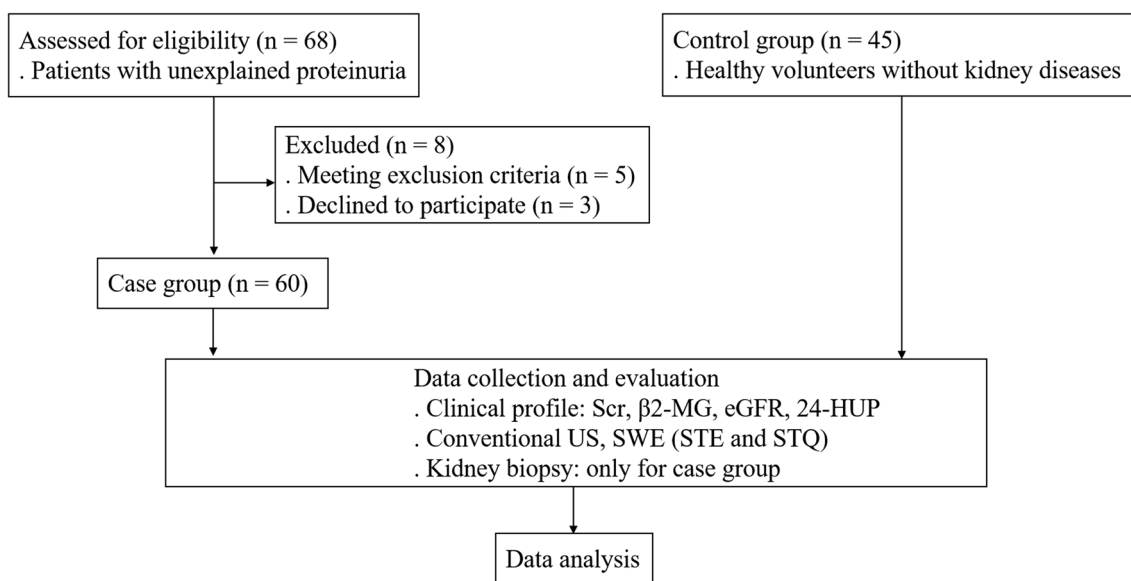 Assessed for eligibility (n = 68)
. Patients with unexplained proteinuria
Control group (n = 45)
. Healthy volunteers without kidney diseases
Excluded (n = 8)
. Meeting exclusion criteria (n = 5)
. Declined to participate (n = 3)
Case group (n = 60)
Data collection and evaluation
. Clinical profile: Scr, β2-MG, eGFR, 24-HUP
. Conventional US, SWE (STE and STQ)
. Kidney biopsy: only for case group
Data analysis